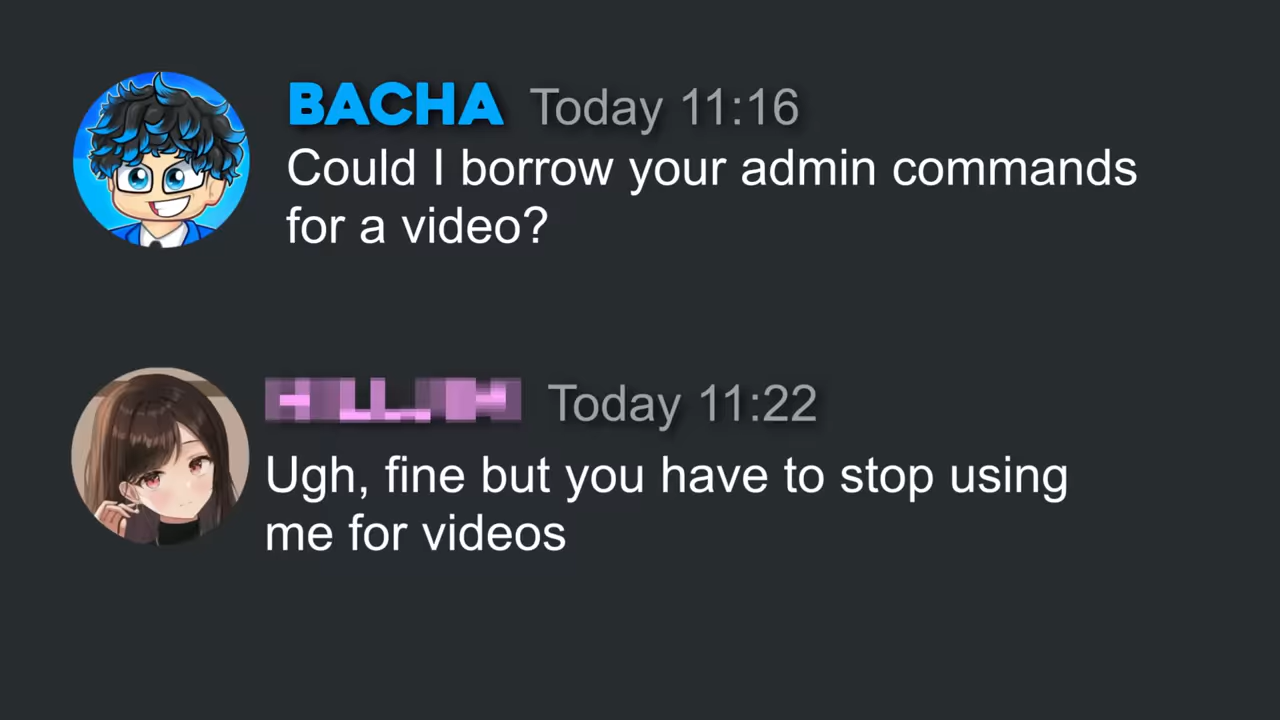 BACHA Today 11:16
Could I borrow your admin commands
for a video?
Today 11:22
Ugh, fine but you have to stop using
me for videos